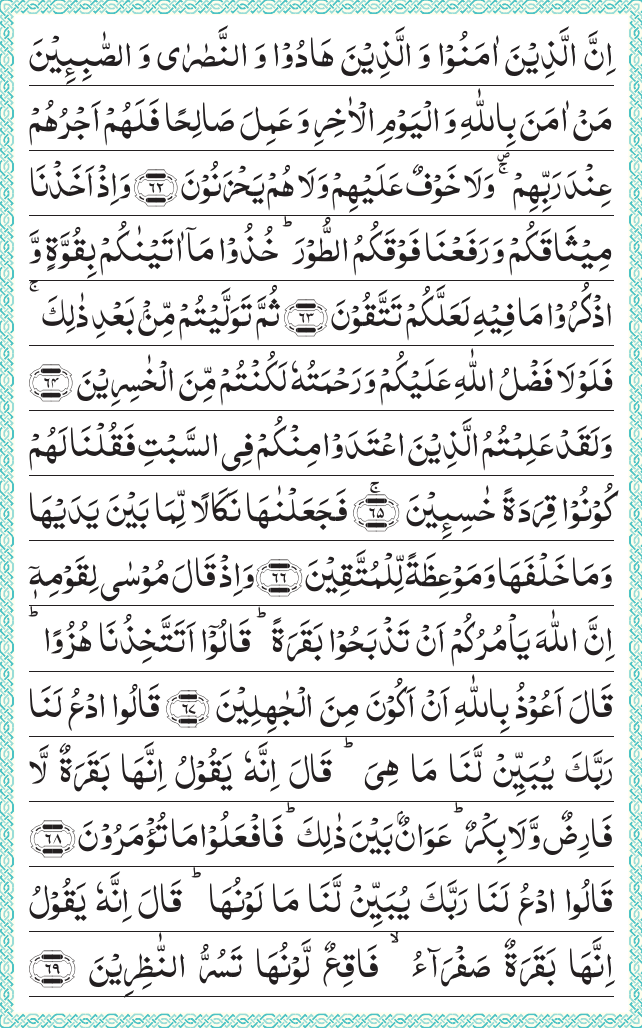 اِنَّ الَّذِيْنَ اٰمَنُوْا وَ الَّذِيْنَ هَادُوْا وَ النَّصٰرٰى وَ الصّٰبِـِٕيْنَ
مَنْ اٰمَنَ بِاللّٰهِ وَ الْيَوْمِ الْاٰخِرِ وَ عَمِلَ صَالِحًا فَلَهُمْ اَجْرُهُمْ
عِنْدَ رَبِّهِمْ ۪ۚ وَلَا خَوْفٌ عَلَيْهِمْ وَلَا هُمْ يَحْزَنُوْنَ ﴿٦٢﴾ وَاِذْ اَخَذْنَا
مِيْثَاقَكُمْ وَ رَفَعْنَا فَوْقَكُمُ الطُّوْرَ ؕ خُذُوْا مَاۤ اٰتَيْنٰكُمْ بِقُوَّةٍ وَّ
اذْكُرُوْا مَا فِيْهِ لَعَلَّكُمْ تَتَّقُوْنَ ﴿٦٣﴾ ثُمَّ تَوَلَّيْتُمْ مِّنْۢ بَعْدِ ذٰلِكَ ۚ
فَلَوْلَا فَضْلُ اللّٰهِ عَلَيْكُمْ وَ رَحْمَتُهٗ لَكُنْتُمْ مِّنَ الْخٰسِرِيْنَ ﴿٦۴﴾
وَلَقَدْ عَلِمْتُمُ الَّذِيْنَ اعْتَدَوْا مِنْكُمْ فِى السَّبْتِ فَقُلْنَا لَهُمْ
كُوْنُوْا قِرَدَةً خٰسِـِٕيْنَ ۚ﴿٦۵﴾ فَجَعَلْنٰهَا نَكَالًا لِّمَا بَيْنَ يَدَيْهَا
وَمَا خَلْفَهَا وَ مَوْعِظَةً لِّلْمُتَّقِيْنَ ﴿٦٦﴾ وَاِذْ قَالَ مُوْسٰى لِقَوْمِهٖۤ
اِنَّ اللّٰهَ يَاْمُرُكُمْ اَنْ تَذْبَحُوْا بَقَرَةً ؕ قَالُوْۤا اَتَتَّخِذُنَا هُزُوًا ؕ
قَالَ اَعُوْذُ بِاللّٰهِ اَنْ اَكُوْنَ مِنَ الْجٰهِلِيْنَ ﴿٦٧﴾ قَالُوا ادْعُ لَنَا
رَبَّكَ يُبَيِّنْ لَّنَا مَا هِىَ ؕ قَالَ اِنَّهٗ يَقُوْلُ اِنَّهَا بَقَرَةٌ لَّا
فَارِضٌ وَّلَا بِكْرٌ ؕ عَوَانٌۢ بَيْنَ ذٰلِكَ ؕ فَافْعَلُوْا مَا تُؤْمَرُوْنَ ﴿٦٨﴾
قَالُوا ادْعُ لَنَا رَبَّكَ يُبَيِّنْ لَّنَا مَا لَوْنُهَا ؕ قَالَ اِنَّهٗ يَقُوْلُ
اِنَّهَا بَقَرَةٌ صَفْرَآءُ ۙ فَاقِعٌ لَّوْنُهَا تَسُرُّ النّٰظِرِيْنَ ﴿٦٩﴾